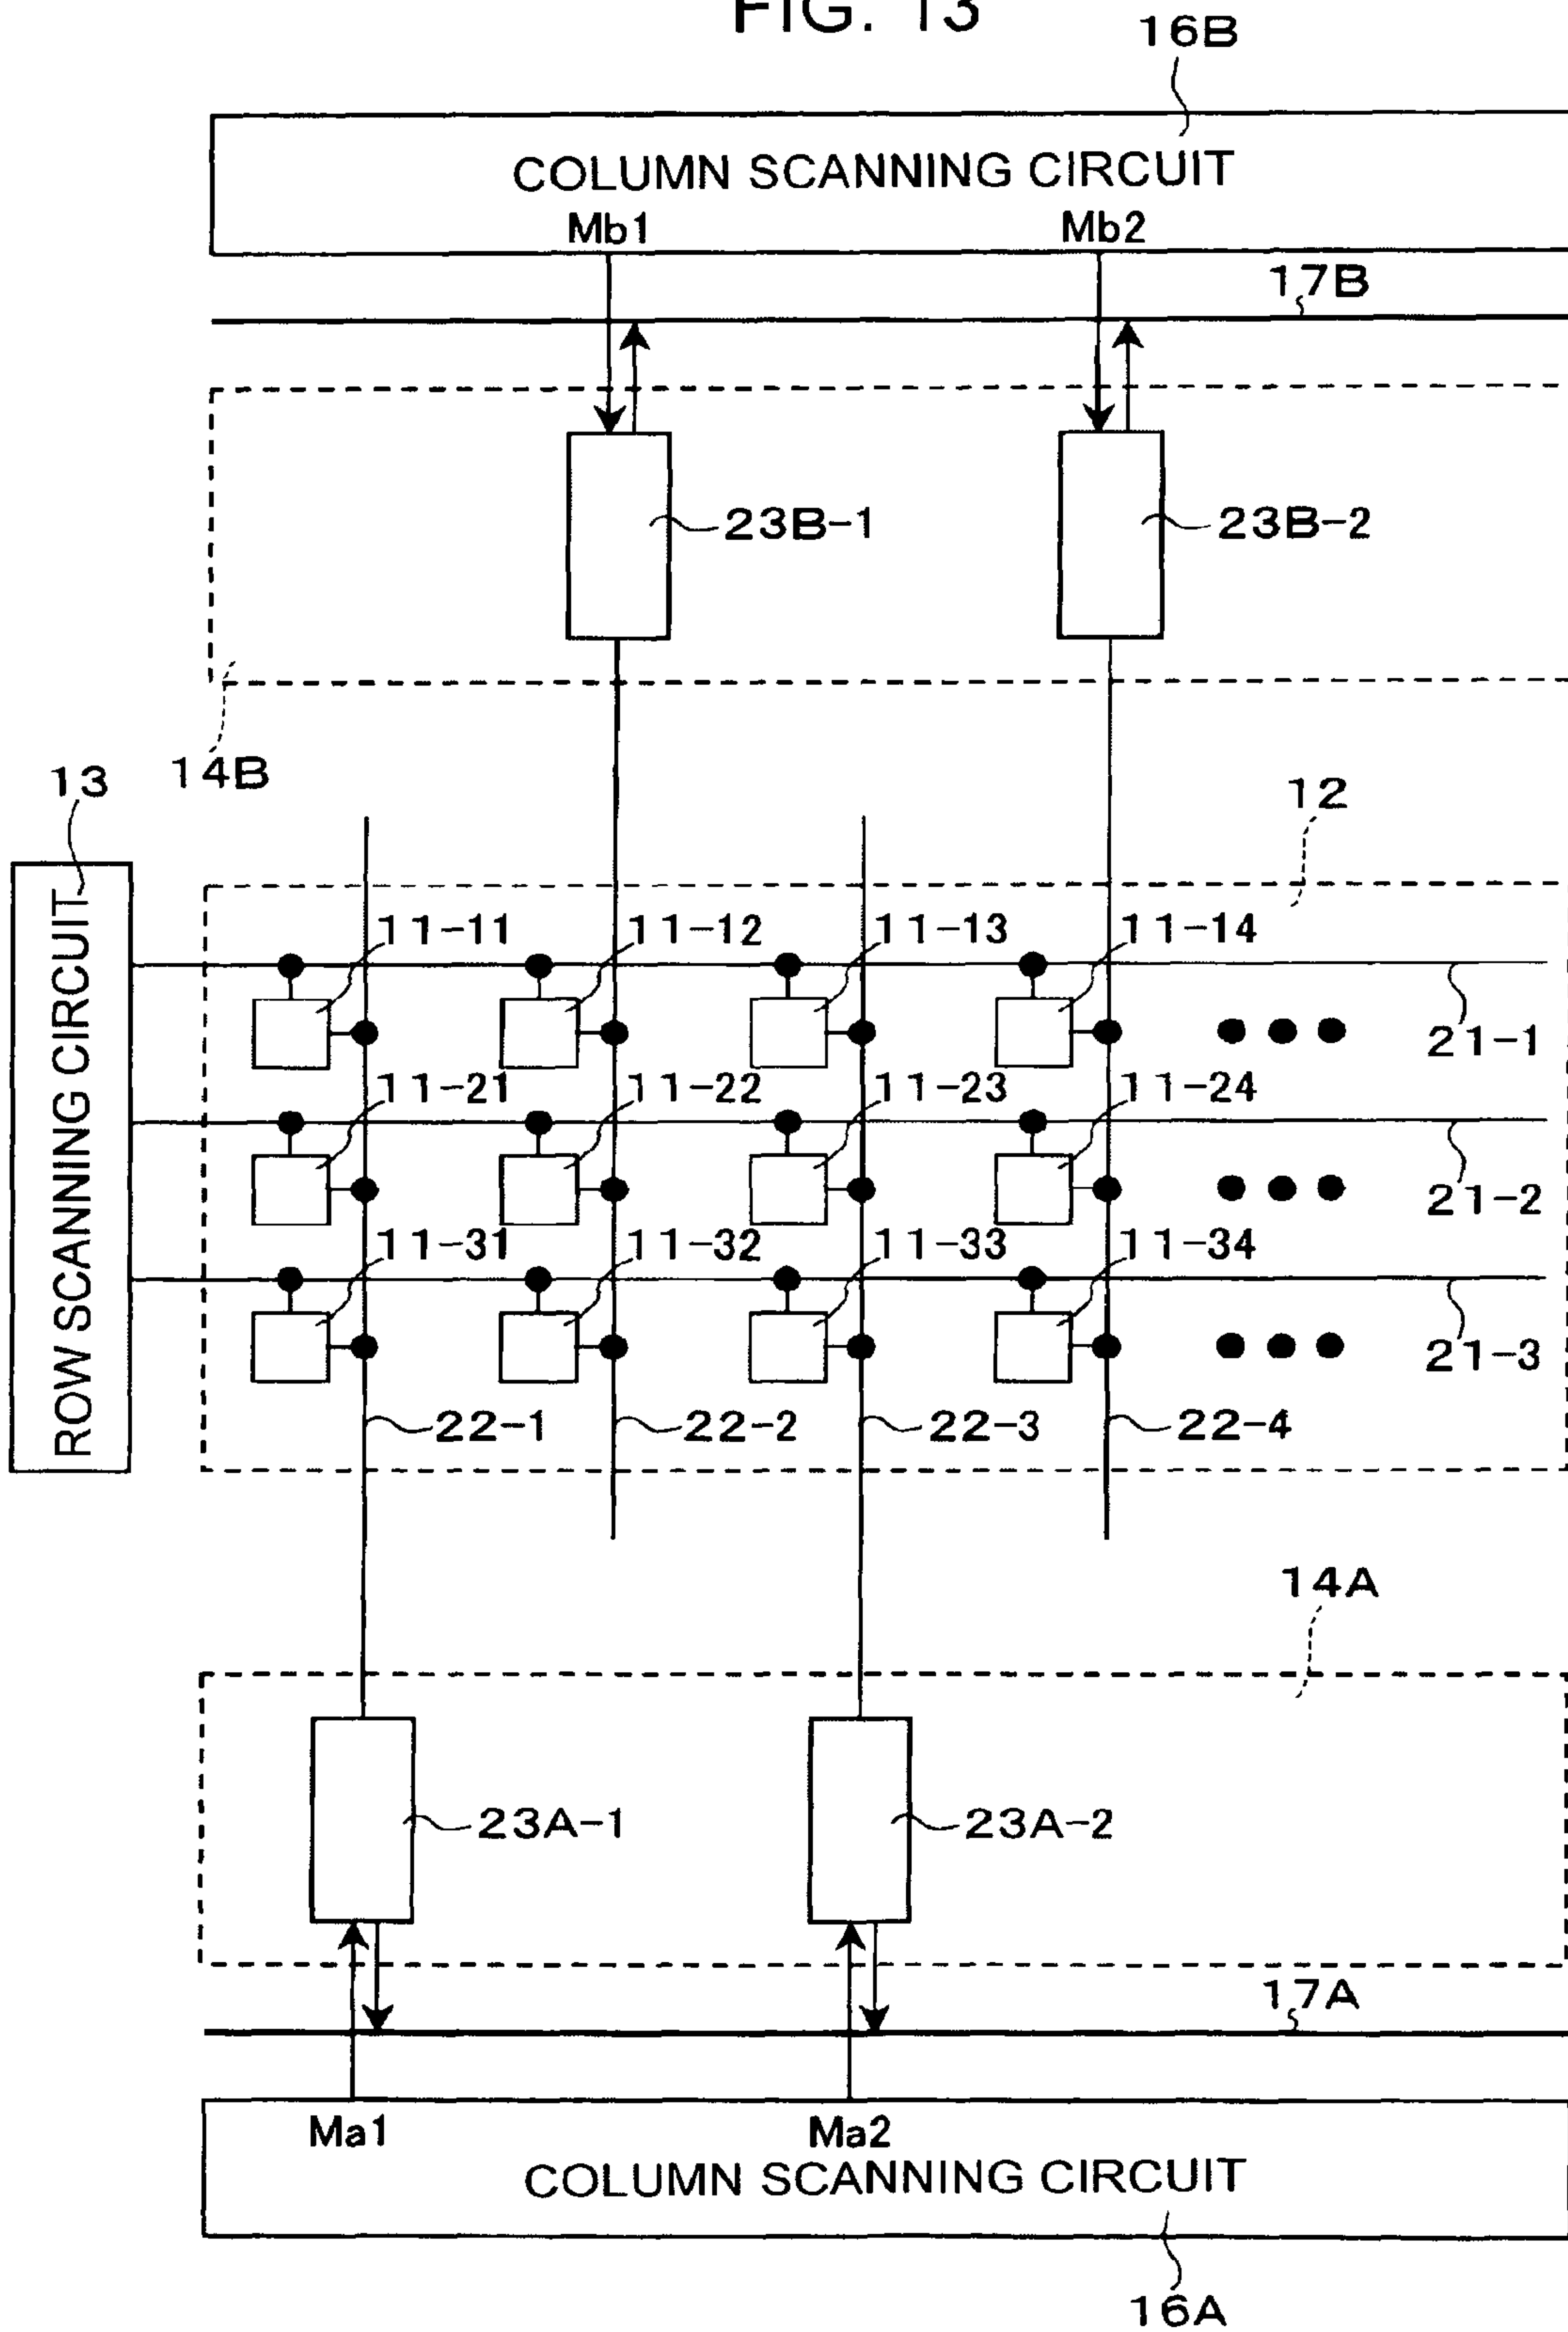 FIG. 13
16B
COLUMN SCANNING CIRCUIT
Mb1 Mb2
17B
23B-1 23B-2
14B
13
12
ROW SCANNING CIRCUIT
11-11 11-12 11-13 11-14
21-1
11-21 11-22 11-23 11-24
21-2
11-31 11-32 11-33 11-34
21-3
22-1 22-2 22-3 22-4
14A
23A-1 23A-2
17A
Ma1 Ma2
COLUMN SCANNING CIRCUIT
16A